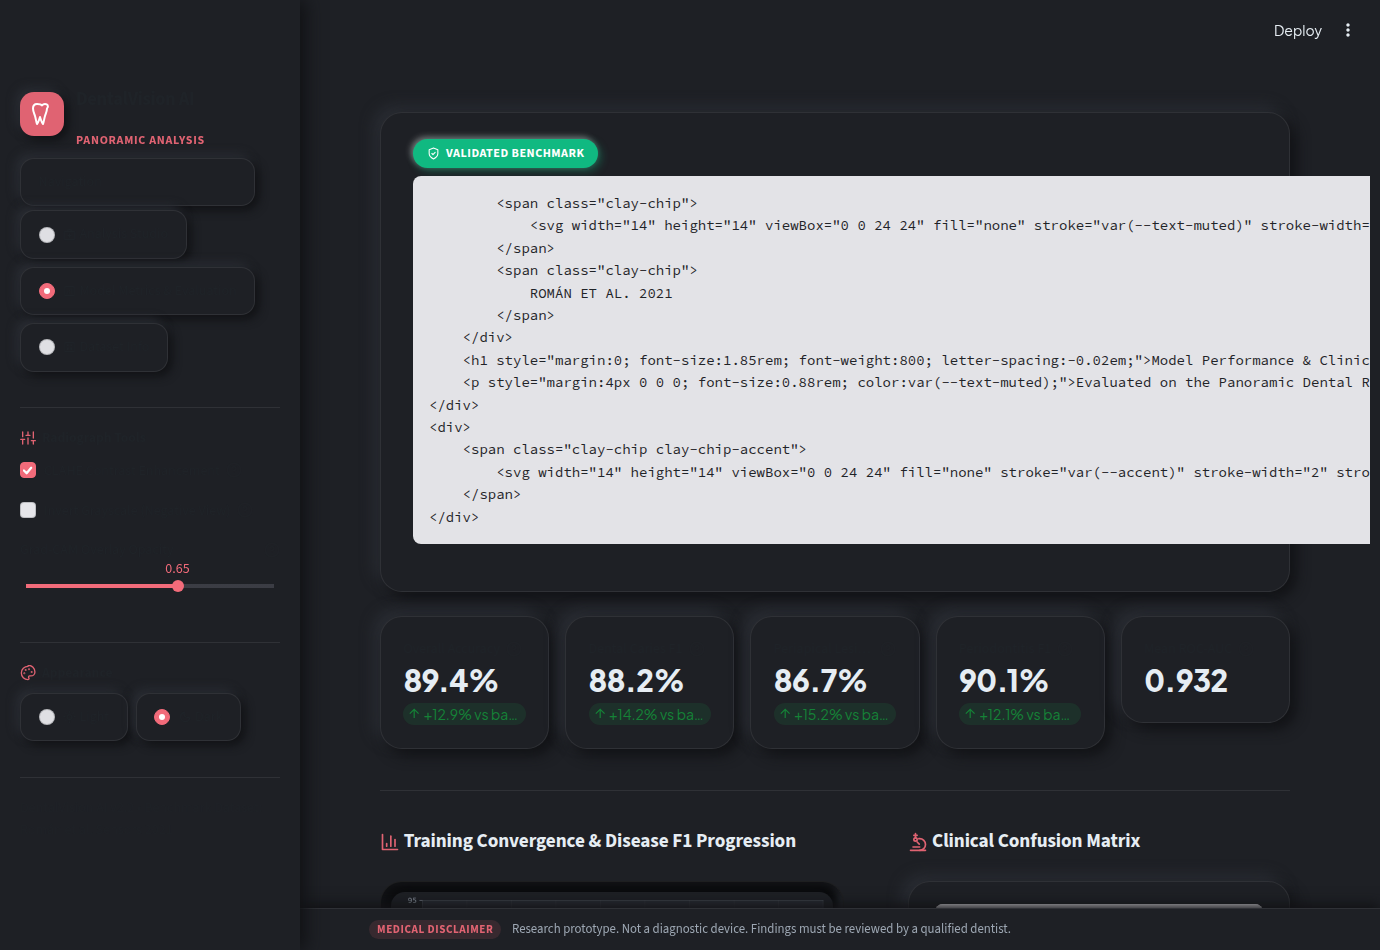 Deploy
PANORAMIC ANALYSIS
VALIDATED BENCHMARK
<span class="clay-chip">
<svg width="14" height="14" viewBox="0 0 24 24" fill="none" stroke="var(--text-muted)" stroke-width=
</span>
<span class="clay-chip">
ROMÁN ET AL. 2021
</span>
</div>
<h1 style="margin:0; font-size:1.85rem; font-weight:800; letter-spacing:-0.02em;">Model Performance & Clinic
<p style="margin:4px 0 0 0; font-size:0.88rem; color:var(--text-muted);">Evaluated on the Panoramic Dental R
</div>
<div>
<span class="clay-chip clay-chip-accent">
<svg width="14" height="14" viewBox="0 0 24 24" fill="none" stroke="var(--accent)" stroke-width="2" stro
</span>
</div>
0.65
89.4%
↑ +12.9% vs ba...
88.2%
↑ +14.2% vs ba...
86.7%
↑ +15.2% vs ba...
90.1%
↑ +12.1% vs ba...
0.932
Training Convergence & Disease F1 Progression
Clinical Confusion Matrix
95
MEDICAL DISCLAIMER Research prototype. Not a diagnostic device. Findings must be reviewed by a qualified dentist.